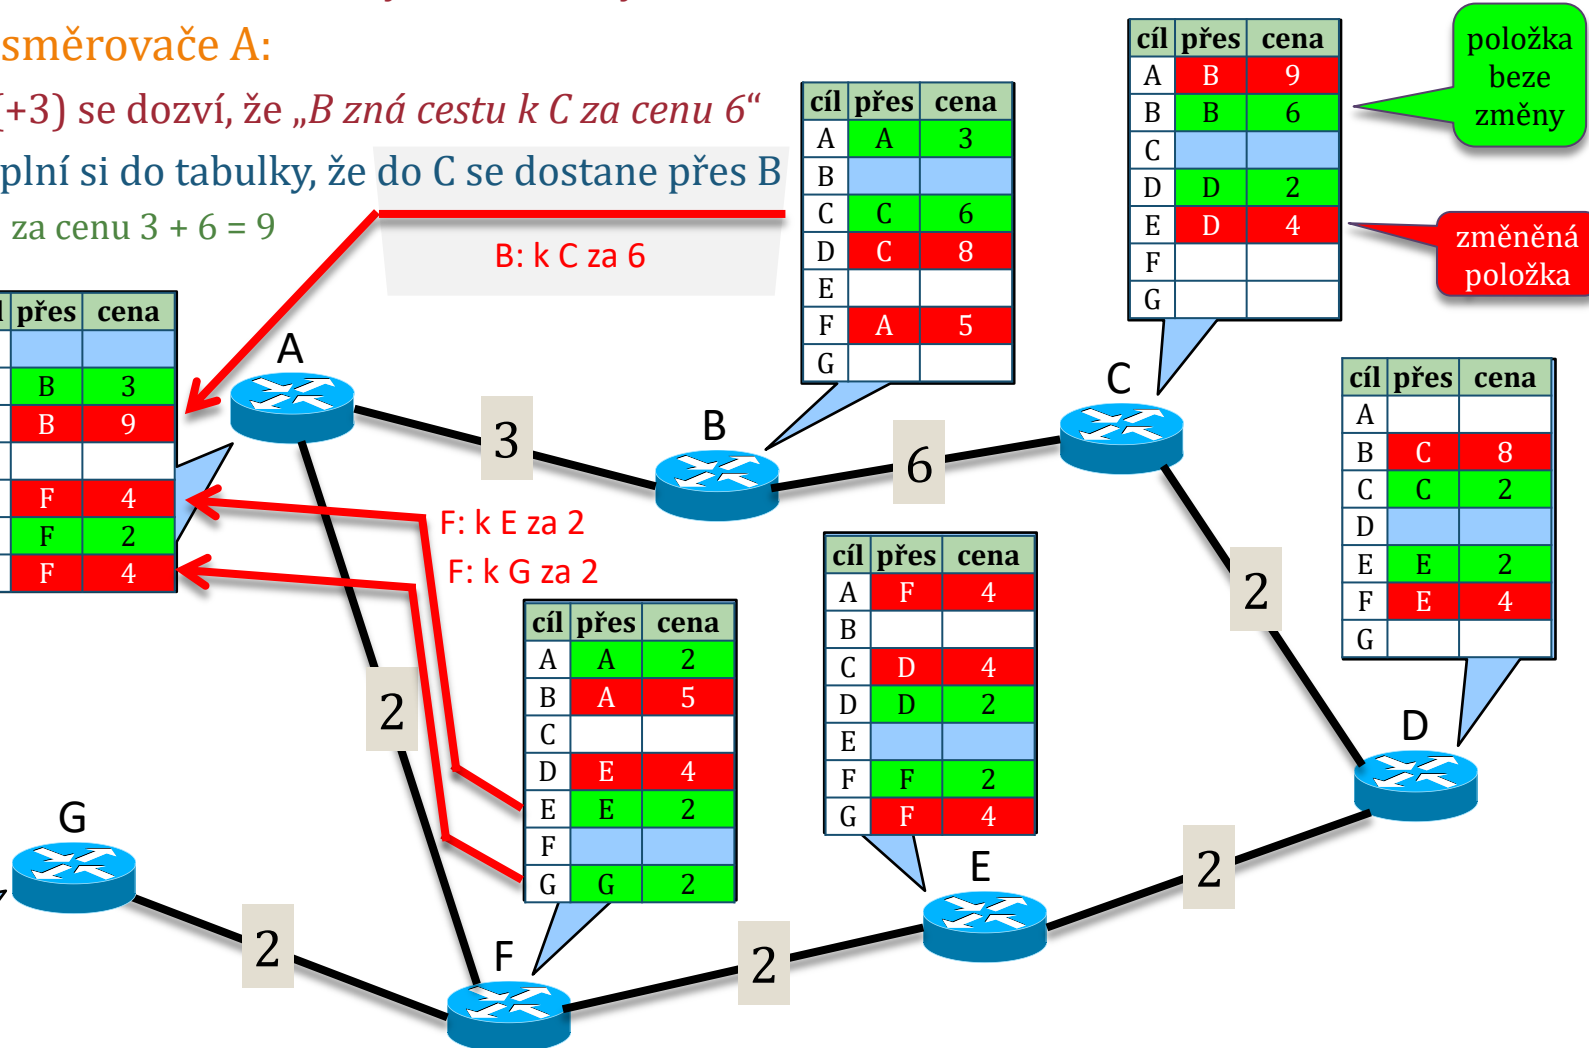 směrovače A:
(+3) se dozví, že „B zná cestu k C za cenu 6“
plní si do tabulky, že do C se dostane přes B
za cenu 3 + 6 = 9
B: k C za 6
cíl přes cena
A A 3
B
C C 6
D C 8
E
F A 5
G
cíl přes cena
A B 9
B B 6
C
D D 2
E D 4
F
G
položka
beze
změny
změněná
položka
přes cena
B 3
B 9
F 4
F 2
F 4
A
3
B
6
C
cíl přes cena
A
B C 8
C C 2
D
E E 2
F E 4
G
F: k E za 2
F: k G za 2
cíl přes cena
A F 4
B
C D 4
D D 2
E
F F 2
G F 4
2
cíl přes cena
A A 2
B A 5
C
D E 4
E E 2
F
G G 2
2
D
G
E
2
2
F
2